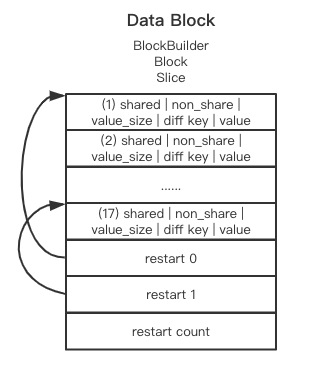 Data Block
BlockBuilder
Block
Slice
(1) shared | non_share |
value_size | diff key | value
(2) shared | non_share |
value_size | diff key | value
......
(17) shared | non_share |
value_size | diff key | value
restart 0
restart 1
restart count